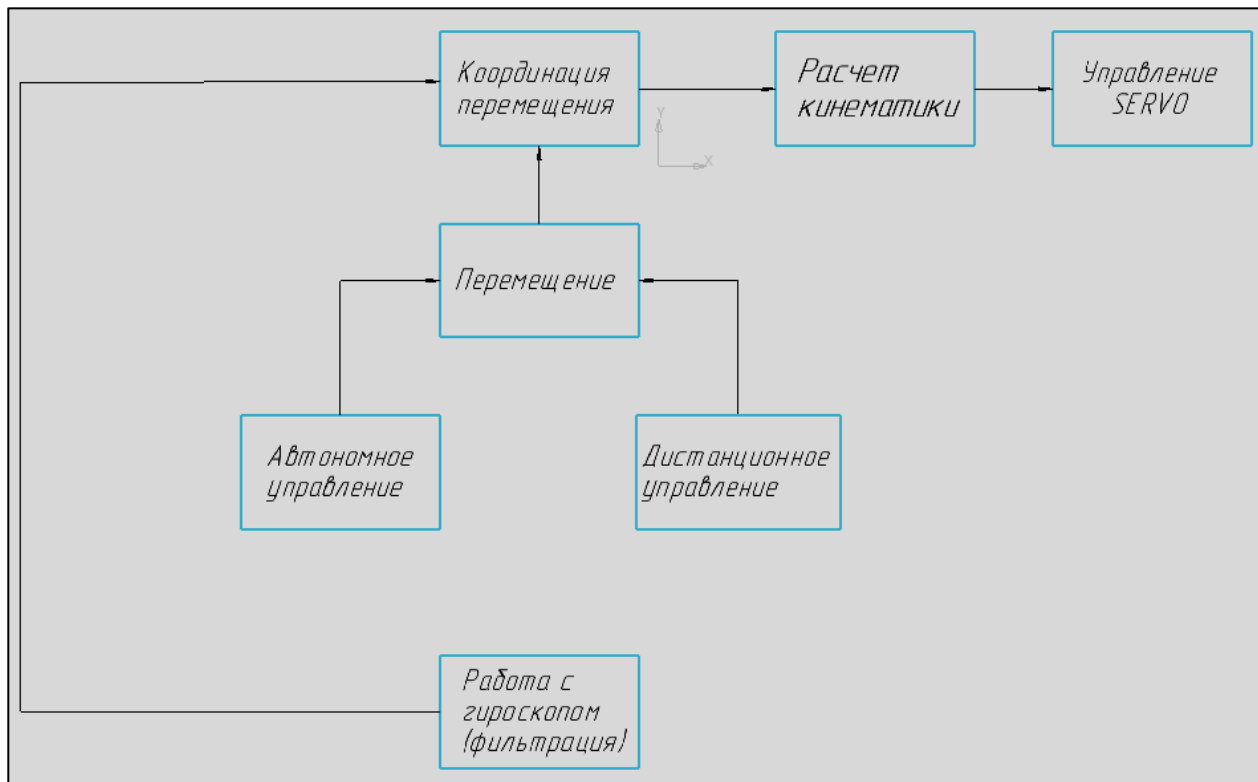 Координация
перемещения
Расчет
кинематики
Управление
SERVO
Y
X
Перемещение
Автономное
управление
Дистанционное
управление
Работа с
гироскопом
(фильтрация)